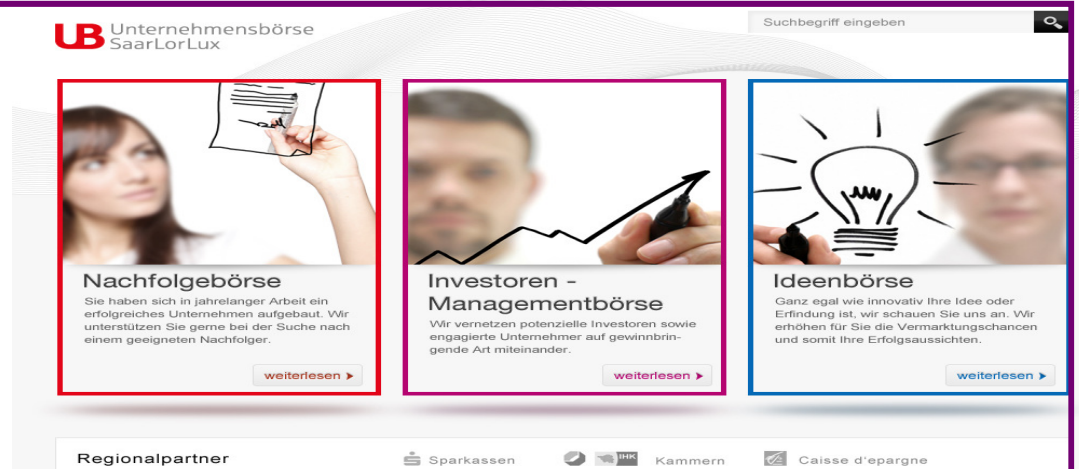 UB Unternehmensbörse
SaarLorLux
Suchbegriff eingeben
Nachfolgebörse
Sie haben sich in jahrelanger Arbeit ein
erfolgreiches Unternehmen aufgebaut. Wir
unterstützen Sie gerne bei der Suche nach
einem geeigneten Nachfolger.
weiterlesen
Investoren -
Managementbörse
Wir vernetzen potenzielle Investoren sowie
engagierte Unternehmer auf gewinnbrin-
gende Art miteinander.
weiterlesen
Ideenbörse
Ganz egal wie innovativ Ihre Idee oder
Erfindung ist, wir schauen Sie uns an. Wir
erhöhen für Sie die Vermarktungschancen
und somit Ihre Erfolgsaussichten.
weiterlesen
Regionalpartner
Sparkassen
IHK Kammern
Caisse d'epargne